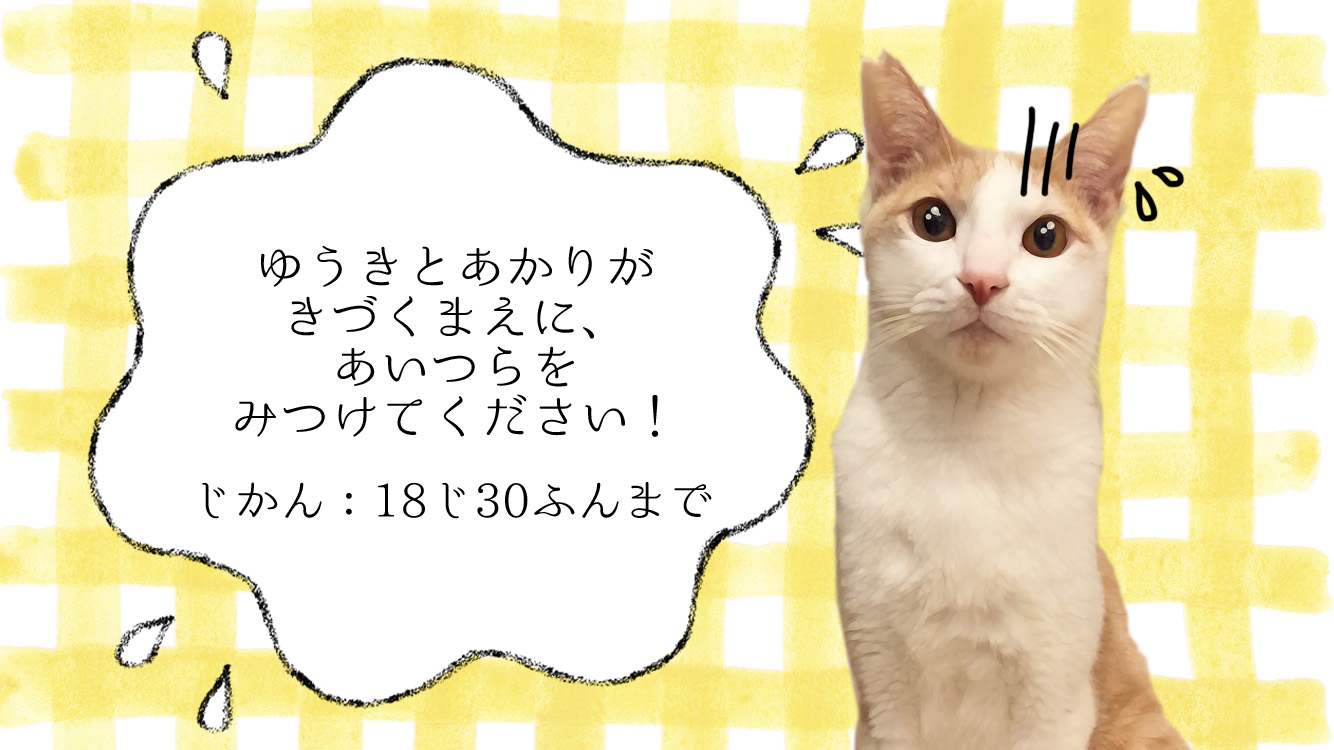 ゆうきとあかりが
きづくまえに、
あいつらを
みつけてください！
じかん：18じ30ふんまで